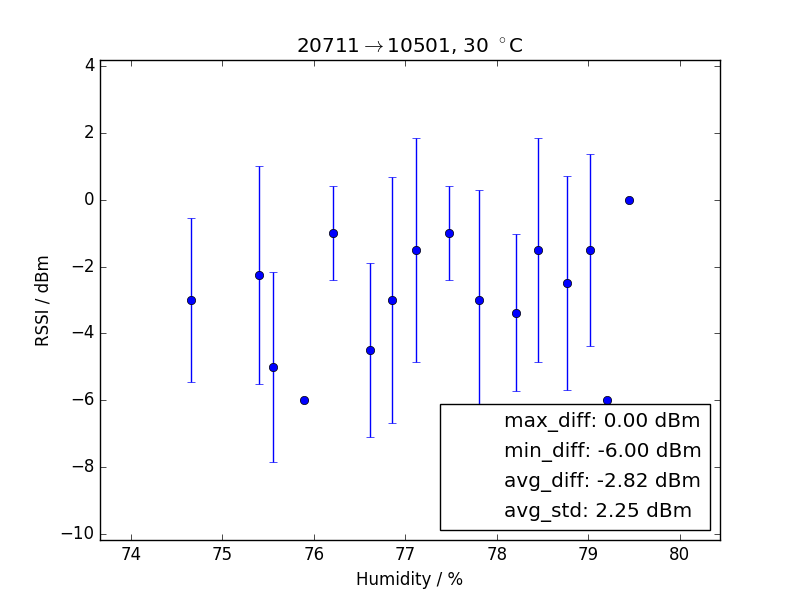 20711→10501, 30 °C
4
2
0
−2
−4
−6
−8
−10
RSSI / dBm
max_diff: 0.00 dBm
min_diff: -6.00 dBm
avg_diff: -2.82 dBm
avg_std: 2.25 dBm
74 75 76 77 78 79 80
Humidity / %